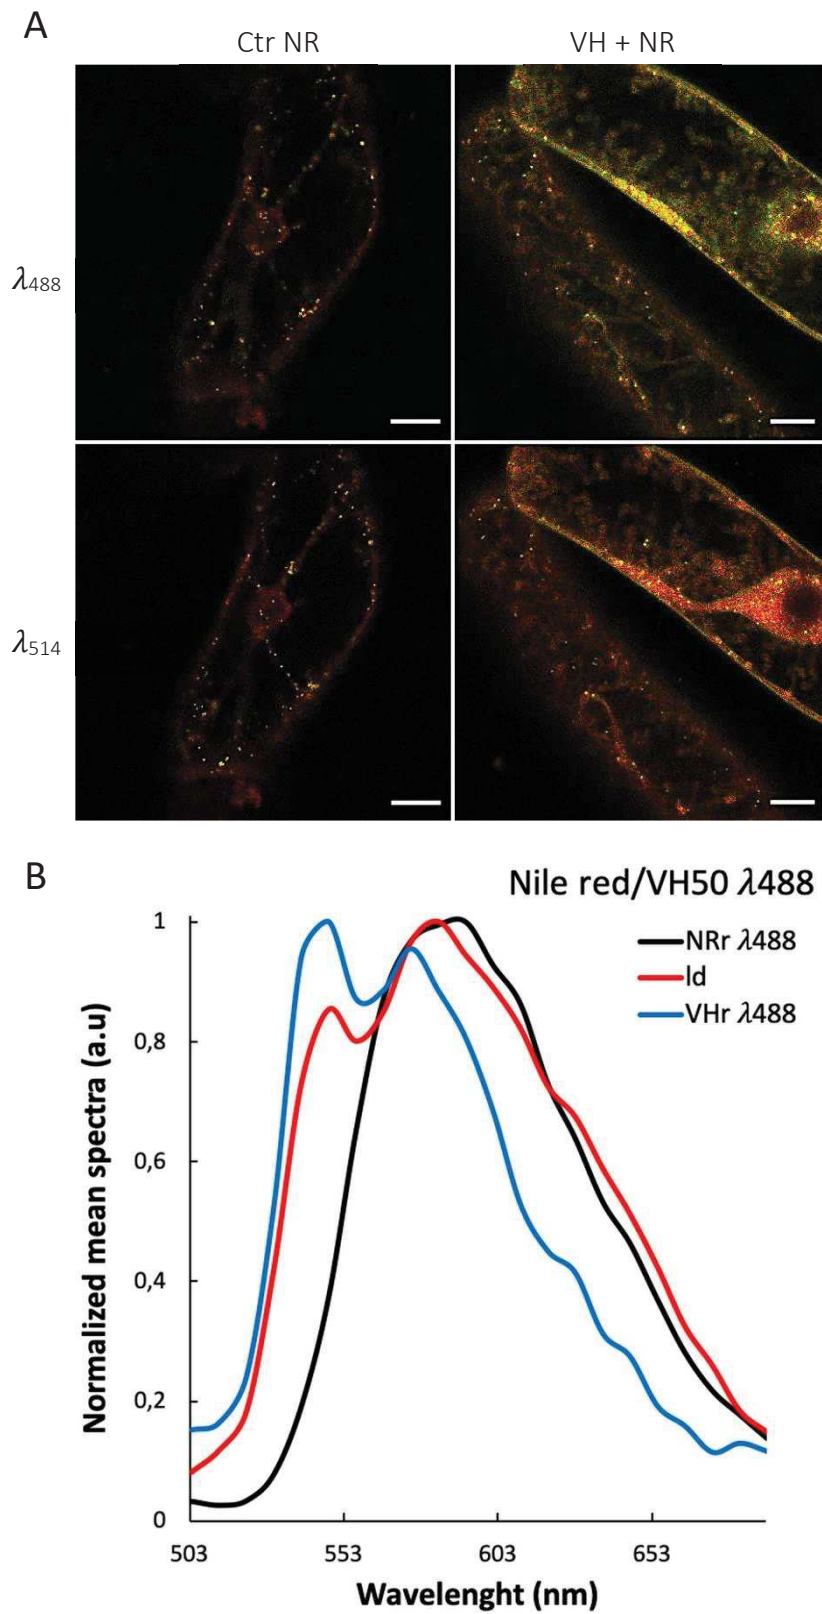 A
Ctr NR
VH + NR
λ488
λ514
B
Nile red/VH50 λ488
NRr λ488
ld
VHr λ488
Normalized mean spectra (a.u)
1
0,8
0,6
0,4
0,2
0
503
553
603
653
Wavelenght (nm)